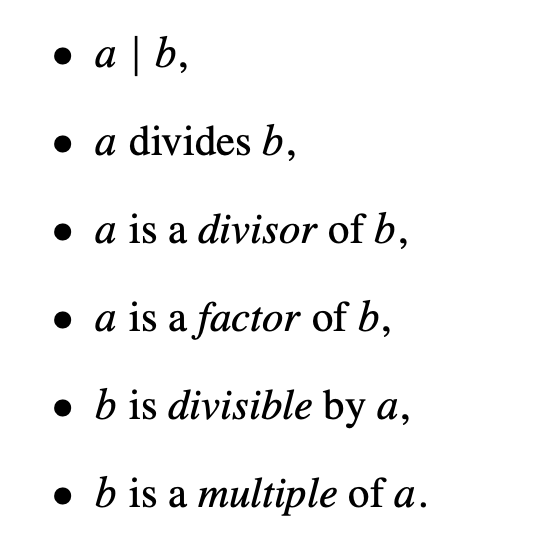 • a | b,
• a divides b,
• a is a divisor of b,
• a is a factor of b,
• b is divisible by a,
• b is a multiple of a.